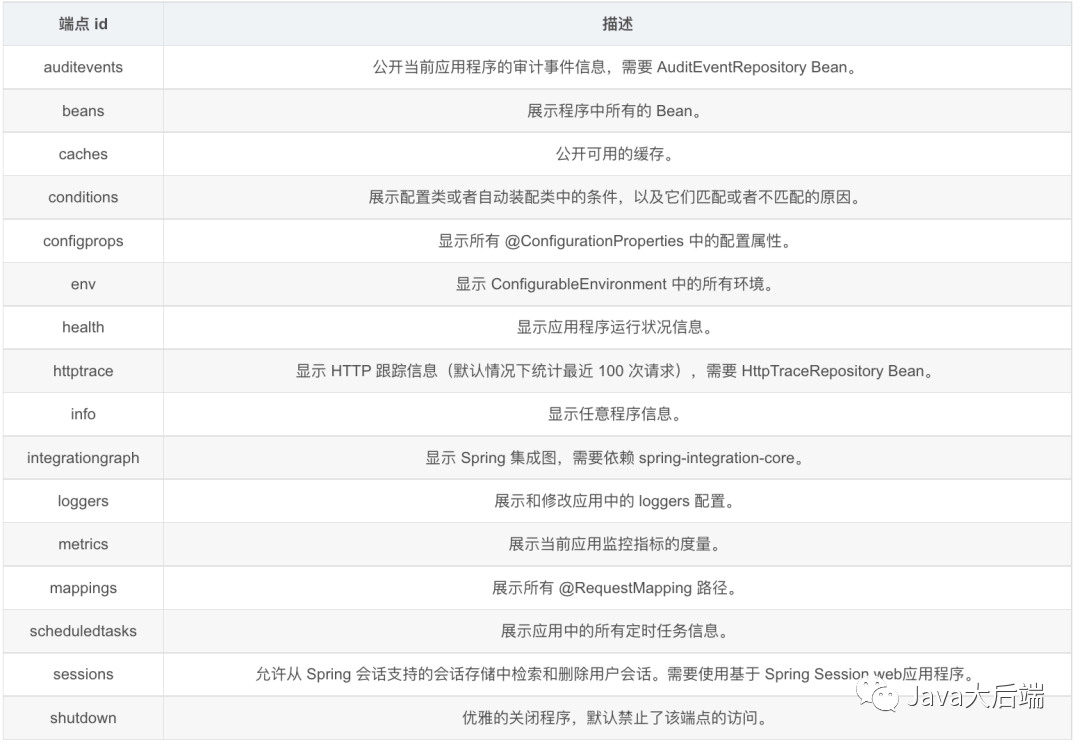 端点 id 描述
auditevents 公开当前应用程序的审计事件信息，需要 AuditEventRepository Bean。
beans 展示程序中所有的 Bean。
caches 公开可用的缓存。
conditions 展示配置类或者自动装配类中的条件，以及它们匹配或者不匹配的原因。
configprops 显示所有 @ConfigurationProperties 中的配置属性。
env 显示 ConfigurableEnvironment 中的所有环境。
health 显示应用程序运行状况信息。
httptrace 显示 HTTP 跟踪信息（默认情况下统计最近 100 次请求），需要 HttpTraceRepository Bean。
info 显示任意程序信息。
integrationgraph 显示 Spring 集成图，需要依赖 spring-integration-core。
loggers 展示和修改应用中的 loggers 配置。
metrics 展示当前应用监控指标的度量。
mappings 展示所有 @RequestMapping 路径。
scheduledtasks 展示应用中的所有定时任务信息。
sessions 允许从 Spring 会话支持的会话存储中检索和删除用户会话。需要使用基于 Spring Session web应用程序。
shutdown 优雅的关闭程序，默认禁止了该端点的访问。
Java大后端